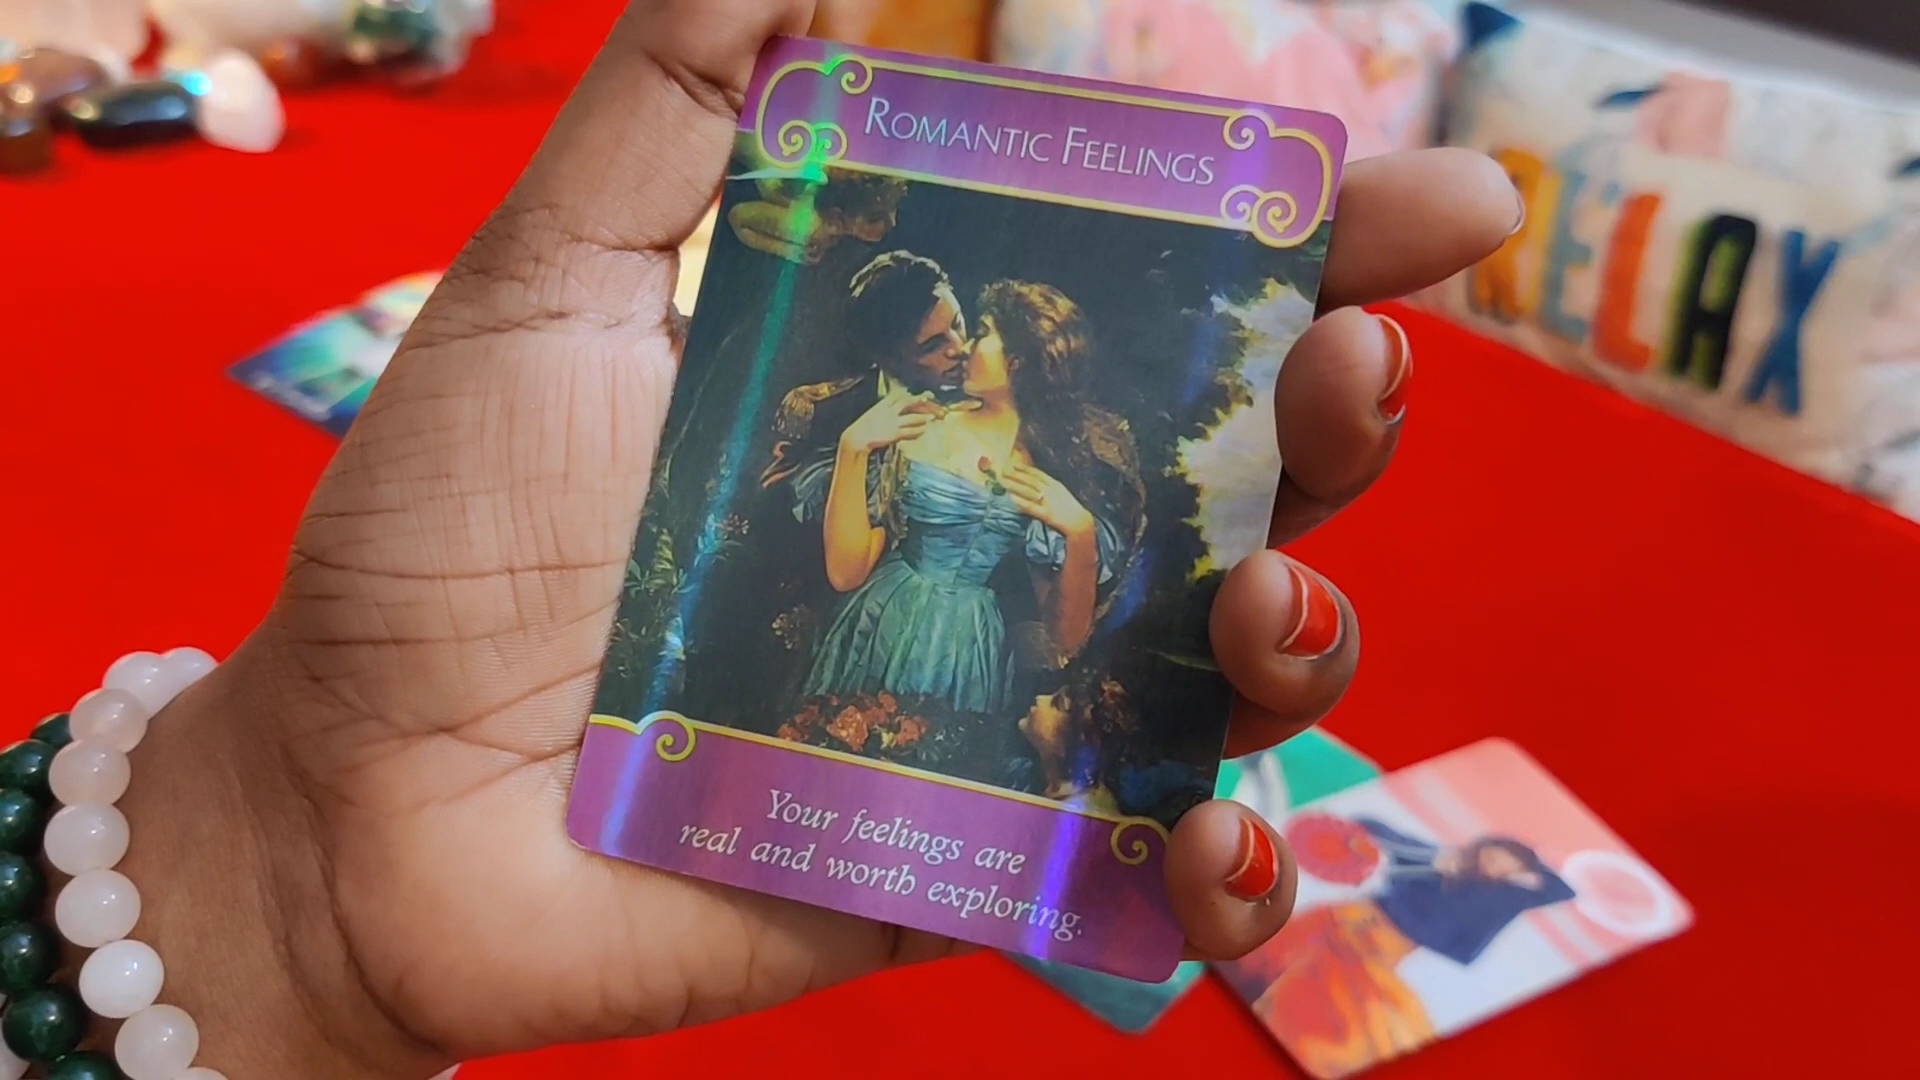 ROMANTIC FEELINGS
RELAX
Your feelings are
real and worth exploring.